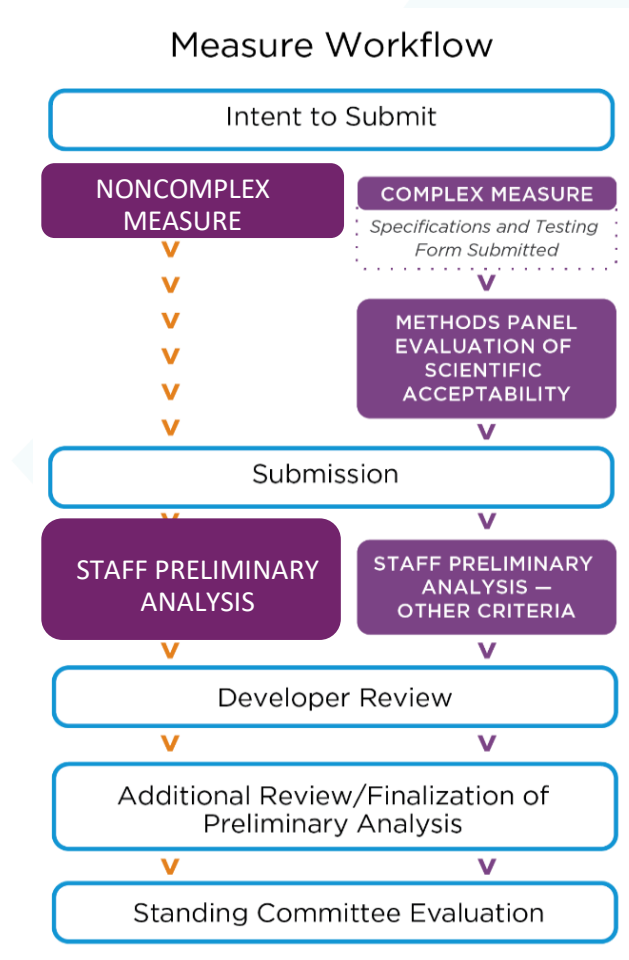 Measure Workflow
Intent to Submit
NONCOMPLEX
MEASURE
COMPLEX MEASURE
Specifications and Testing
Form Submitted
METHODS PANEL
EVALUATION OF
SCIENTIFIC
ACCEPTABILITY
Submission
STAFF PRELIMINARY
ANALYSIS
STAFF PRELIMINARY
ANALYSIS —
OTHER CRITERIA
Developer Review
Additional Review/Finalization of
Preliminary Analysis
Standing Committee Evaluation